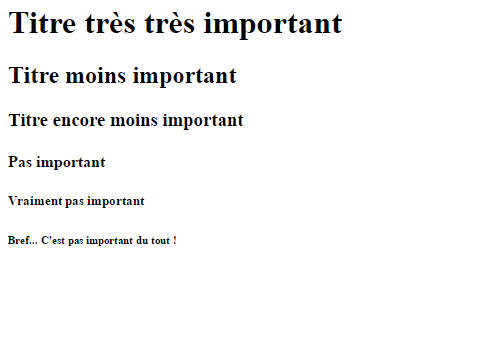 Titre très très important
Titre moins important
Titre encore moins important
Pas important
Vraiment pas important
Bref... C'est pas important du tout !